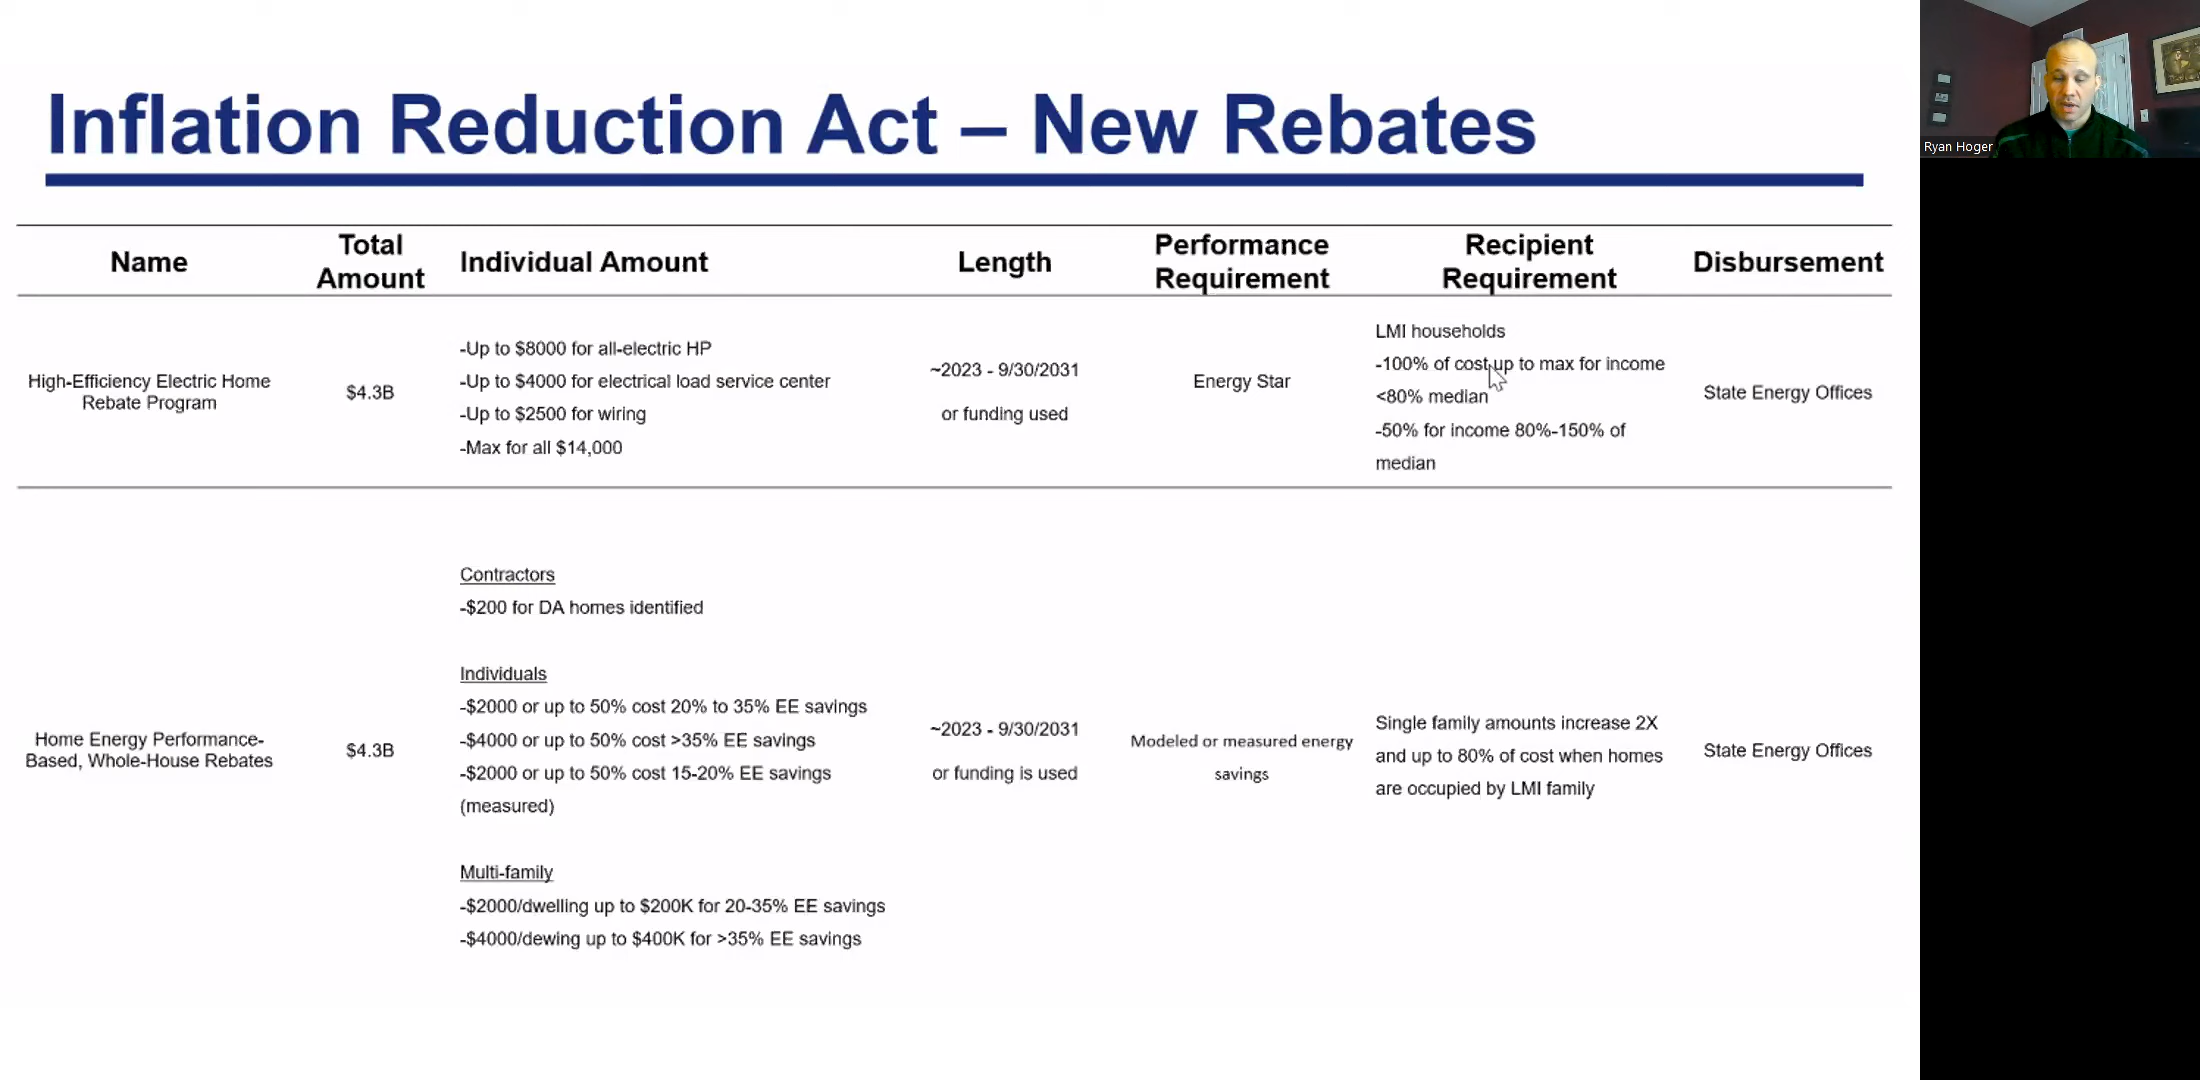 Inflation Reduction Act – New Rebates
Ryan Hoger
Name
Total
Amount
Individual Amount
Length
Performance
Requirement
Recipient
Requirement
Disbursement
High-Efficiency Electric Home
Rebate Program
$4.3B
-Up to $8000 for all-electric HP
-Up to $4000 for electrical load service center
-Up to $2500 for wiring
-Max for all $14,000
~2023 - 9/30/2031
or funding used
Energy Star
LMI households
-100% of cost up to max for income
<80% median
-50% for income 80%-150% of
median
State Energy Offices
Home Energy Performance-
Based, Whole-House Rebates
$4.3B
Contractors
-$200 for DA homes identified
Individuals
-$2000 or up to 50% cost 20% to 35% EE savings
-$4000 or up to 50% cost >35% EE savings
-$2000 or up to 50% cost 15-20% EE savings
(measured)
Multi-family
-$2000/dwelling up to $200K for 20-35% EE savings
-$4000/dewing up to $400K for >35% EE savings
~2023 - 9/30/2031
or funding is used
Modeled or measured energy
savings
Single family amounts increase 2X
and up to 80% of cost when homes
are occupied by LMI family
State Energy Offices